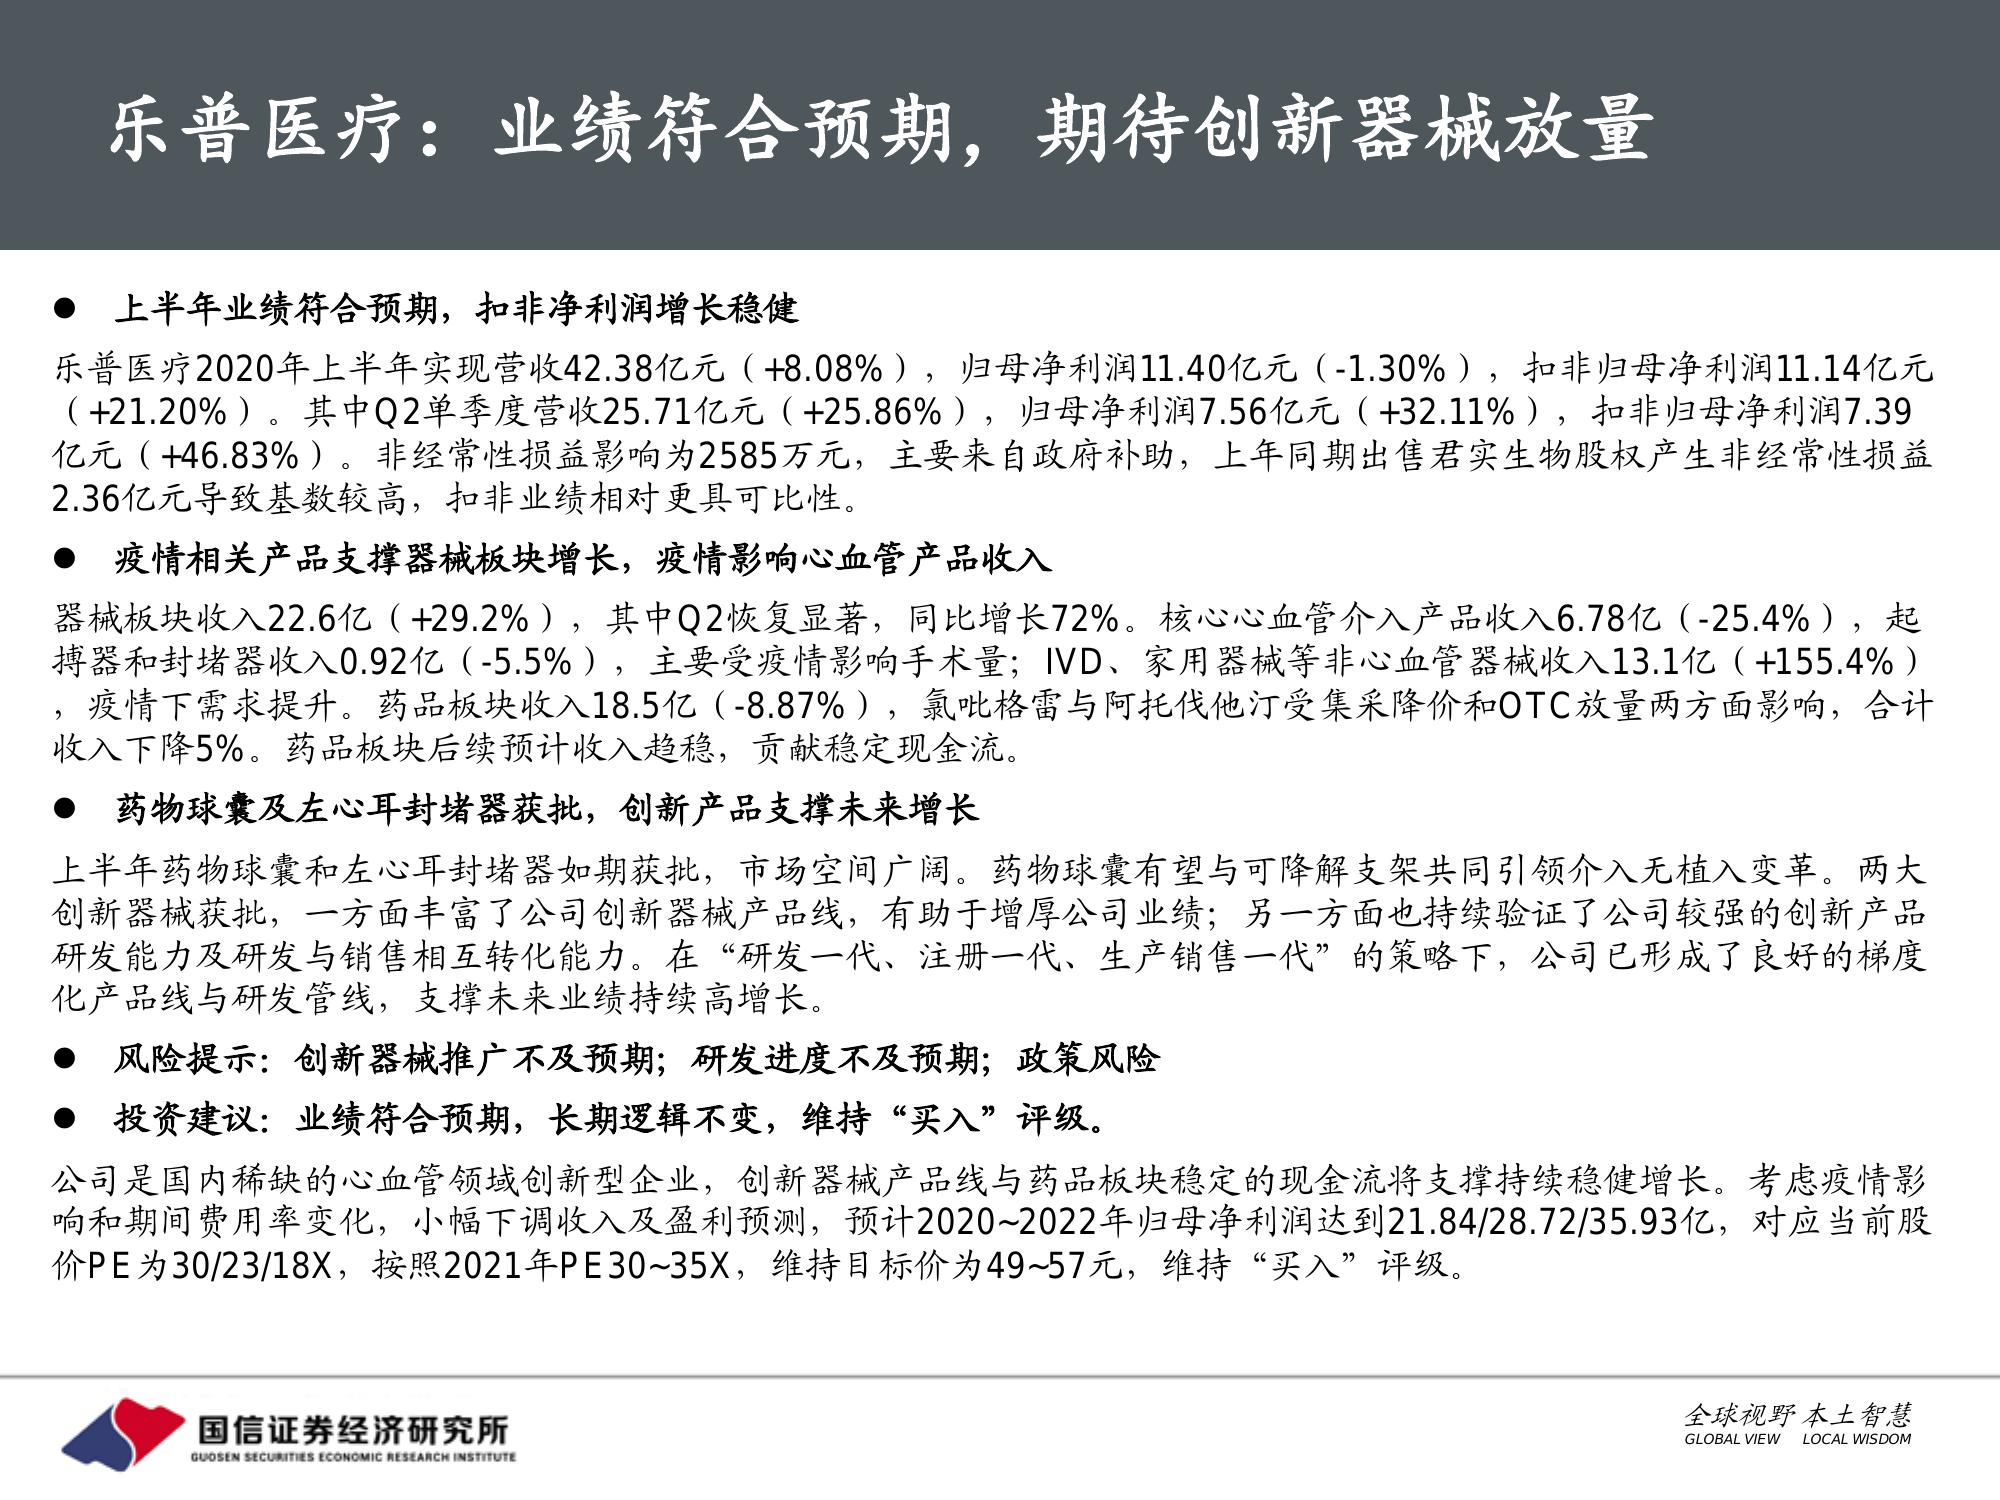 乐普医疗：业绩符合预期，期待创新器械放量
● 上半年业绩符合预期，扣非净利润增长稳健
乐普医疗2020年上半年实现营收42.38亿元（+8.08%），归母净利润11.40亿元（-1.30%），扣非归母净利润11.14亿元
（+21.20%）。其中Q2单季度营收25.71亿元（+25.86%），归母净利润7.56亿元（+32.11%），扣非归母净利润7.39
亿元（+46.83%）。非经常性损益影响为2585万元，主要来自政府补助，上年同期出售君实生物股权产生非经常性损益
2.36亿元导致基数较高，扣非业绩相对更具可比性。
● 疫情相关产品支撑器械板块增长，疫情影响心血管产品收入
器械板块收入22.6亿（+29.2%），其中Q2恢复显著，同比增长72%。核心心血管介入产品收入6.78亿（-25.4%），起
搏器和封堵器收入0.92亿（-5.5%），主要受疫情影响手术量；IVD、家用器械等非心血管器械收入13.1亿（+155.4%）
，疫情下需求提升。药品板块收入18.5亿（-8.87%），氯吡格雷与阿托伐他汀受集采降价和OTC放量两方面影响，合计
收入下降5%。药品板块后续预计收入趋稳，贡献稳定现金流。
● 药物球囊及左心耳封堵器获批，创新产品支撑未来增长
上半年药物球囊和左心耳封堵器如期获批，市场空间广阔。药物球囊有望与可降解支架共同引领介入无植入变革。两大
创新器械获批，一方面丰富了公司创新器械产品线，有助于增厚公司业绩；另一方面也持续验证了公司较强的创新产品
研发能力及研发与销售相互转化能力。在“研发一代、注册一代、生产销售一代”的策略下，公司已形成了良好的梯度
化产品线与研发管线，支撑未来业绩持续高增长。
● 风险提示：创新器械推广不及预期；研发进度不及预期；政策风险
● 投资建议：业绩符合预期，长期逻辑不变，维持“买入”评级。
公司是国内稀缺的心血管领域创新型企业，创新器械产品线与药品板块稳定的现金流将支撑持续稳健增长。考虑疫情影
响和期间费用率变化，小幅下调收入及盈利预测，预计2020~2022年归母净利润达到21.84/28.72/35.93亿，对应当前股
价PE为30/23/18X，按照2021年PE30~35X，维持目标价为49~57元，维持“买入”评级。
国信证券经济研究所
GUOSEN SECURITIES ECONOMIC RESEARCH INSTITUTE
全球视野 本土智慧
GLOBAL VIEW LOCAL WISDOM